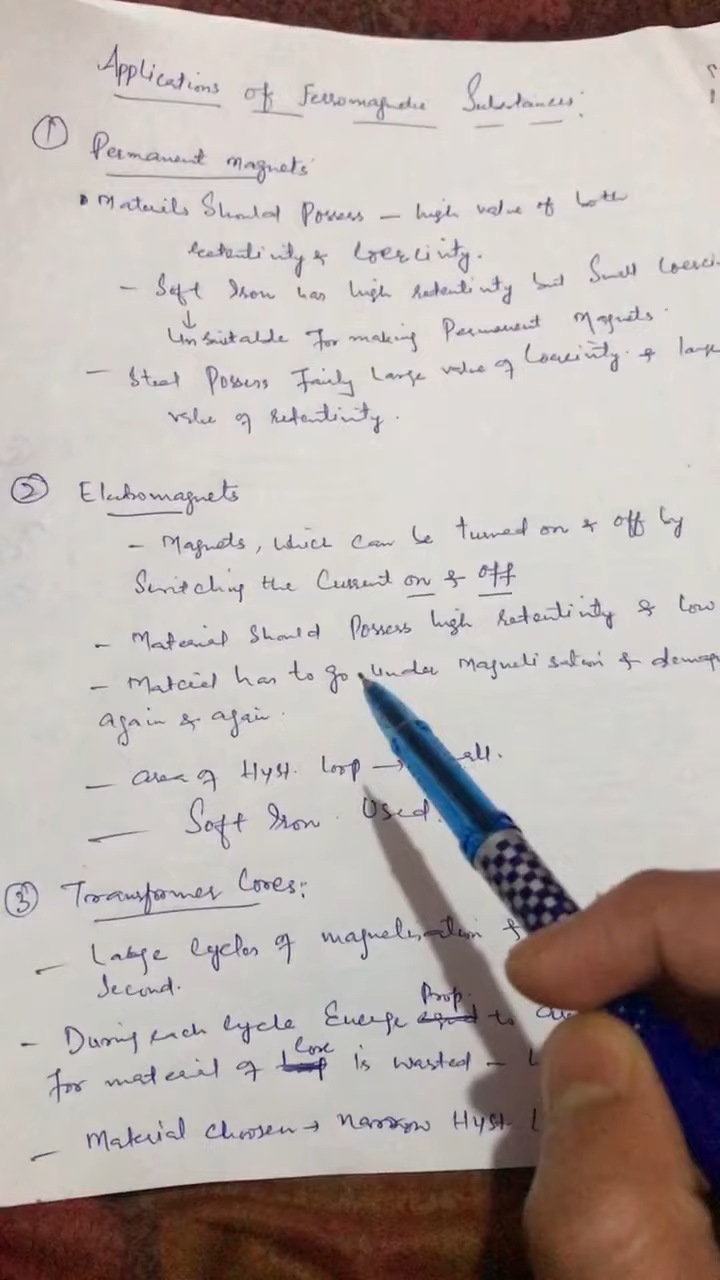 Applications of Ferromagnetic Substances:
① Permanent Magnets
• Materials Should Possess – high value of both
retentivity & Coercivity.
– Soft Iron has high retentivity but Small Coerci
↓
Unsuitable For making Permanent Magnets.
– Steel Possess Fairly Large value of Coercivity & large
value of retentivity.
② Electromagnets
– Magnets, which can be turned on & off by
Switching the Current on & off
– Material Should Possess high retentivity & low
– Material has to go under Magnetisation & demag
again & again.
– area of Hyst. loop →
– Soft Iron Used.
③ Transformer Cores:
– Large Cycles of magnetisation &
Second.
– During each Cycle Energy Prop. to
For material of Core is wasted –
– Material choosen → narrow Hyst.